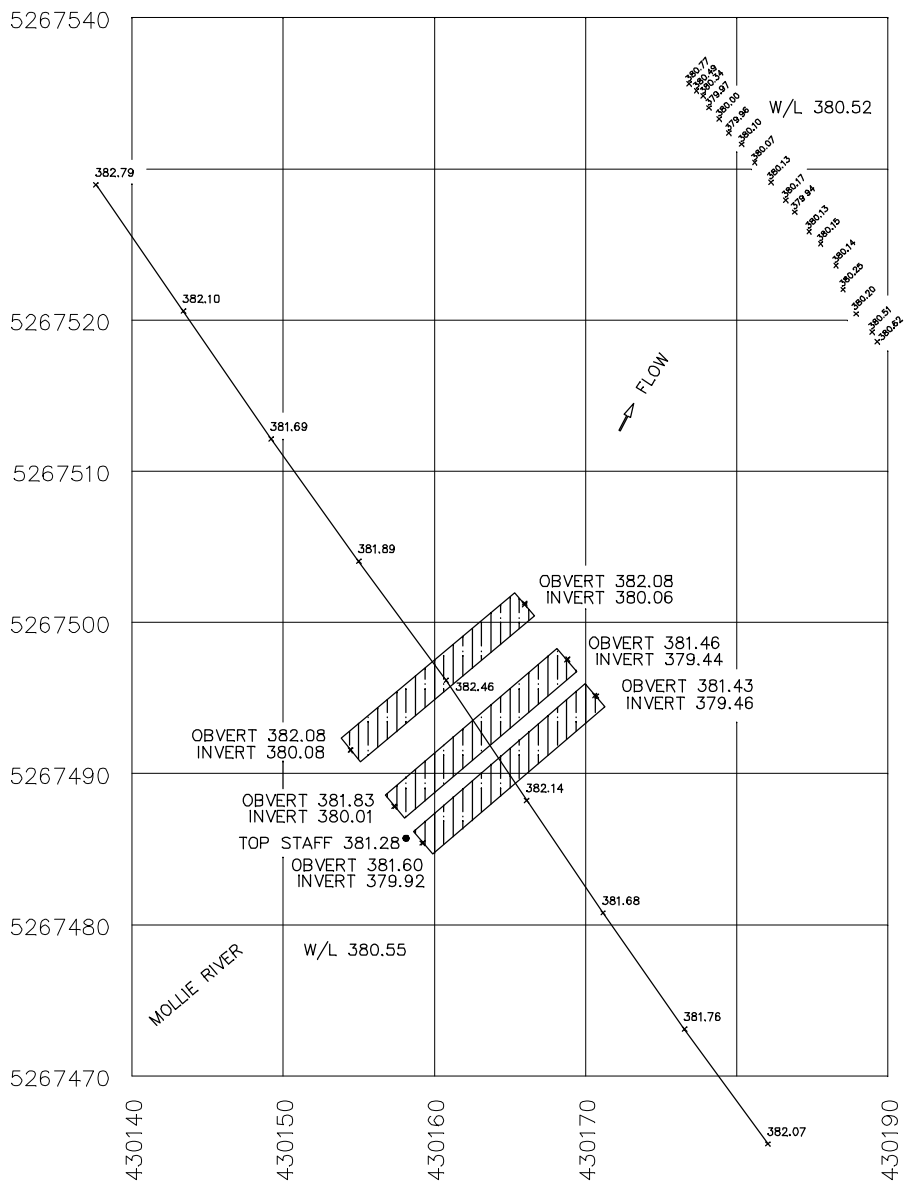 5267540
380.77
380.49
380.34
379.97
380.00
379.96
380.10
380.07
380.13
380.17
379.94
380.13
380.15
380.14
380.25
380.20
380.51
380.62
W/L 380.52
382.79
382.10
5267520
FLOW
381.69
5267510
381.89
OBVERT 382.08
INVERT 380.06
5267500
OBVERT 381.46
INVERT 379.44
382.46
OBVERT 381.43
INVERT 379.46
OBVERT 382.08
INVERT 380.08
5267490
382.14
OBVERT 381.83
INVERT 380.01
TOP STAFF 381.28
OBVERT 381.60
INVERT 379.92
381.68
5267480
W/L 380.55
MOLLIE RIVER
381.76
5267470
382.07
430140
430150
430160
430170
430190